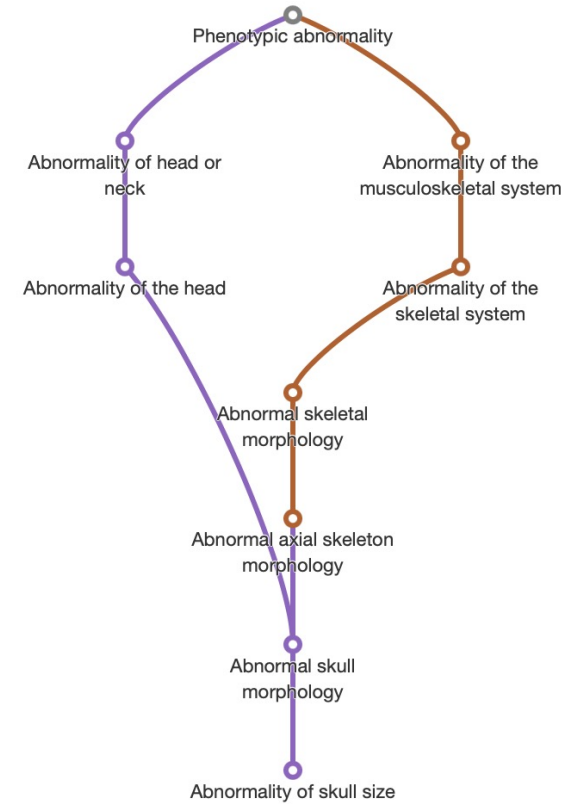 Phenotypic abnormality
Abnormality of head or
neck
Abnormality of the
musculoskeletal system
Abnormality of the head
Abnormality of the
skeletal system
Abnormal skeletal
morphology
Abnormal axial skeleton
morphology
Abnormal skull
morphology
Abnormality of skull size